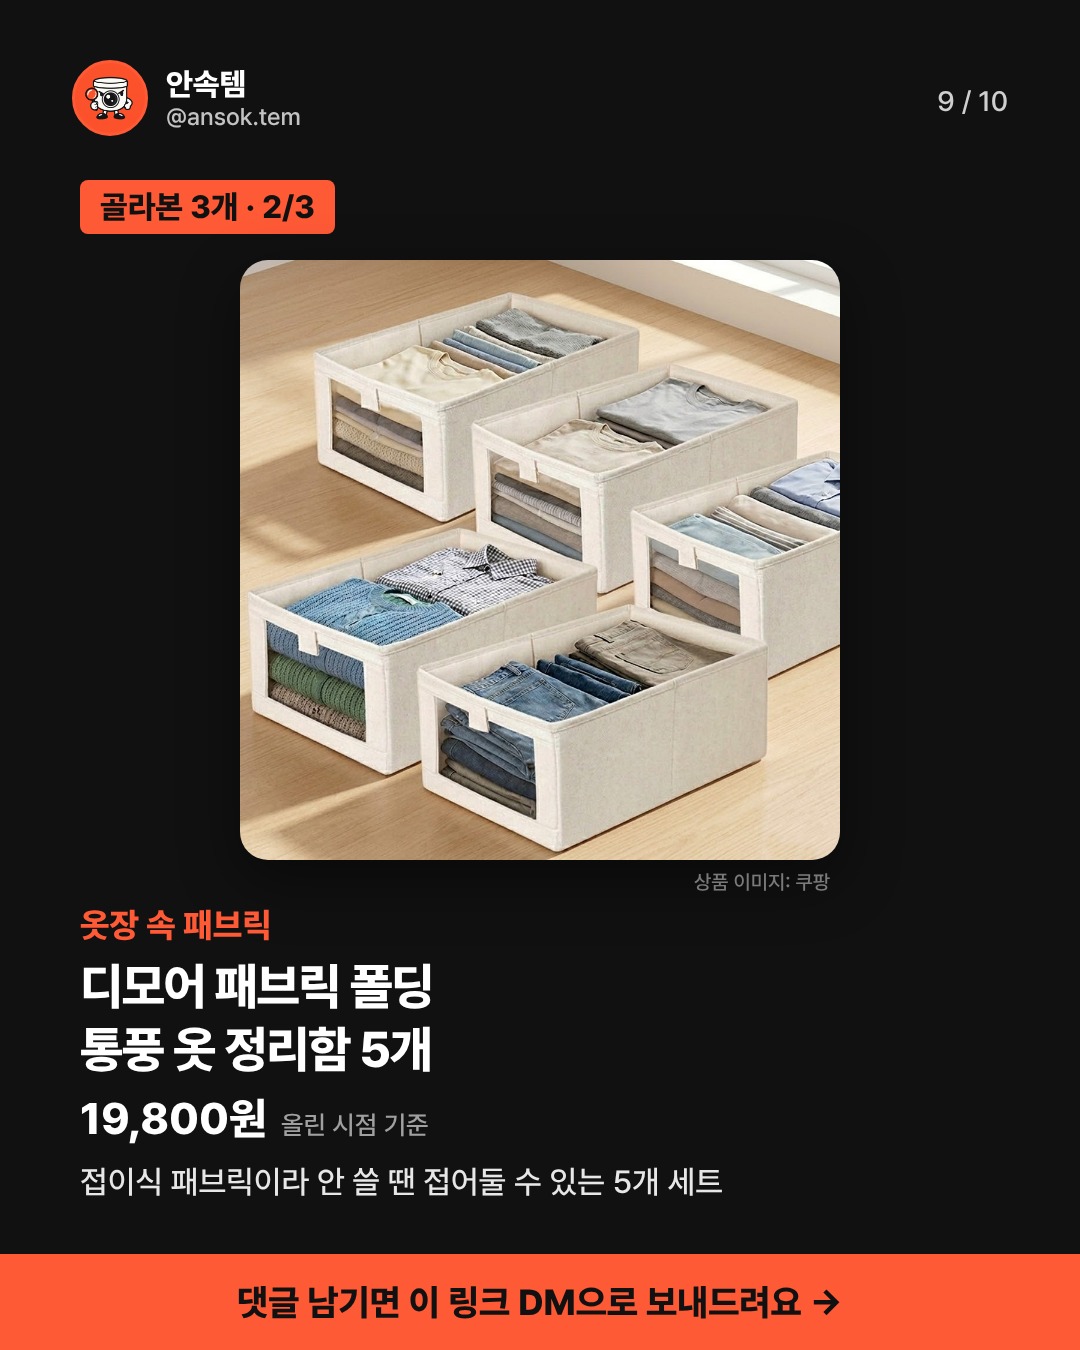 안속템
@ansok.tem
9 / 10
골라본 3개 · 2/3
상품 이미지: 쿠팡
옷장 속 패브릭
디모어 패브릭 폴딩
통풍 옷 정리함 5개
19,800원 올린 시점 기준
접이식 패브릭이라 안 쓸 땐 접어둘 수 있는 5개 세트
댓글 남기면 이 링크 DM으로 보내드려요 →